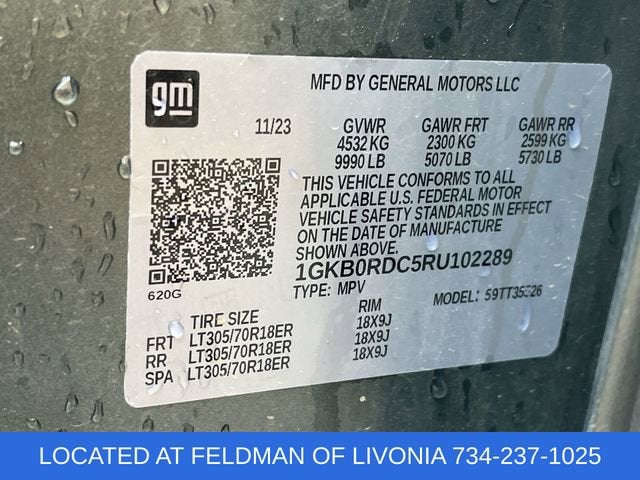 gm
MFD BY GENERAL MOTORS LLC
11/23 GVWR GAWR FRT GAWR RR
4532 KG 2300 KG 2599 KG
9990 LB 5070 LB 5730 LB
THIS VEHICLE CONFORMS TO ALL
APPLICABLE U.S. FEDERAL MOTOR
VEHICLE SAFETY STANDARDS IN EFFECT
ON THE DATE OF MANUFACTURE
SHOWN ABOVE.
1GKB0RDC5RU102289
620G TYPE: MPV MODEL: 59TT35526
TIRE SIZE RIM
FRT LT305/70R18ER 18X9J
RR LT305/70R18ER 18X9J
SPA LT305/70R18ER 18X9J
LOCATED AT FELDMAN OF LIVONIA 734-237-1025